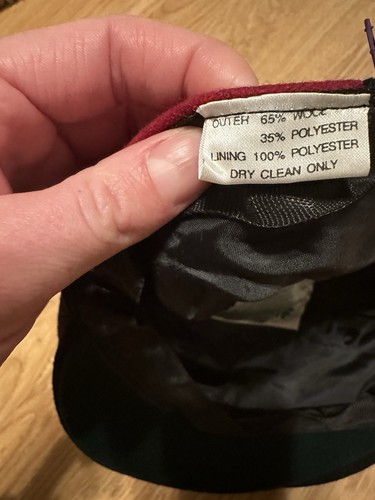 OUTER 65% WOOL
35% POLYESTER
LINING 100% POLYESTER
DRY CLEAN ONLY